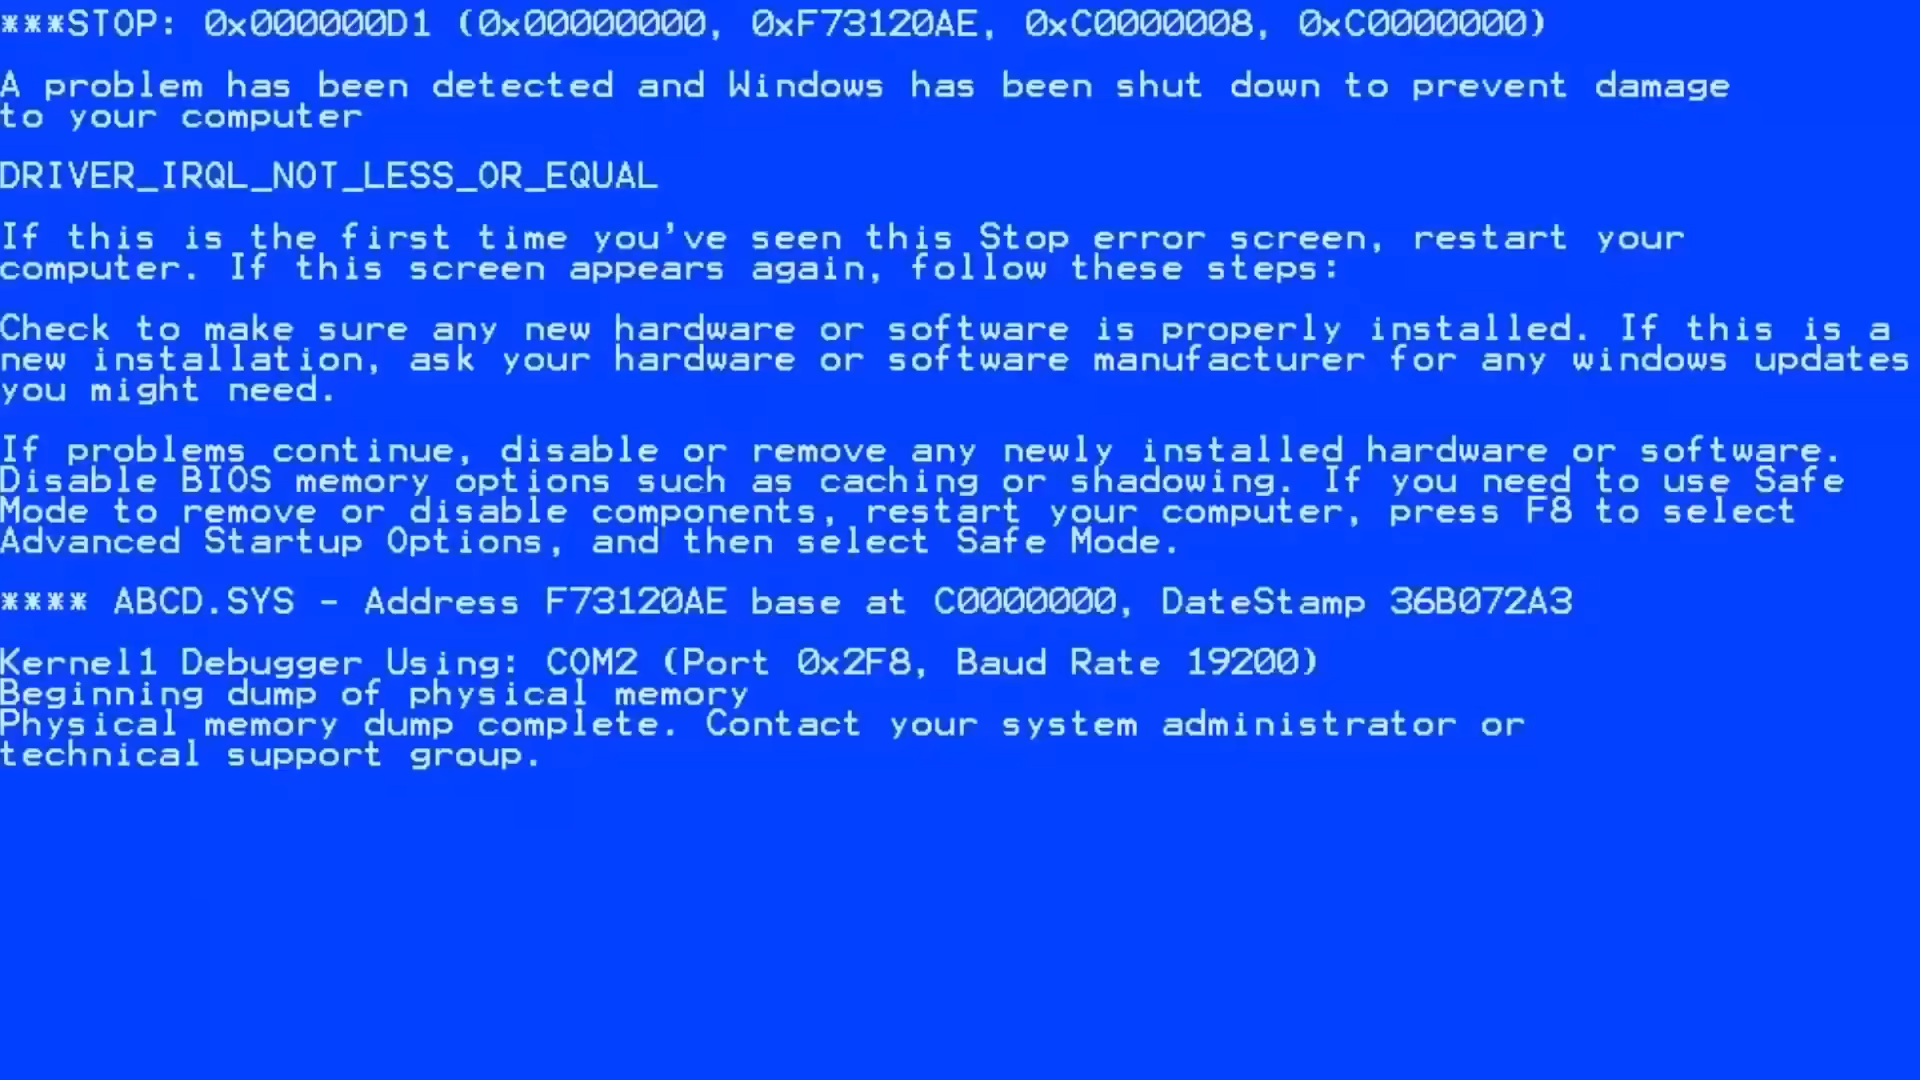 ***STOP: 0x000000D1 (0x00000000, 0xF73120AE, 0xC0000008, 0xC0000000)
A problem has been detected and Windows has been shut down to prevent damage
to your computer
DRIVER_IRQL_NOT_LESS_OR_EQUAL
If this is the first time you've seen this Stop error screen, restart your
computer. If this screen appears again, follow these steps:
Check to make sure any new hardware or software is properly installed. If this is a
new installation, ask your hardware or software manufacturer for any windows updates
you might need.
If problems continue, disable or remove any newly installed hardware or software.
Disable BIOS memory options such as caching or shadowing. If you need to use Safe
Mode to remove or disable components, restart your computer, press F8 to select
Advanced Startup Options, and then select Safe Mode.
**** ABCD.SYS - Address F73120AE base at C0000000, DateStamp 36B072A3
Kernel1 Debugger Using: COM2 (Port 0x2F8, Baud Rate 19200)
Beginning dump of physical memory
Physical memory dump complete. Contact your system administrator or
technical support group.